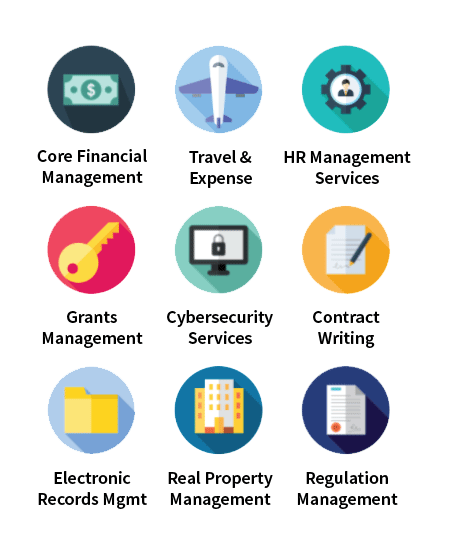 $
Core Financial
Management
Travel &
Expense
HR Management
Services
Grants
Management
Cybersecurity
Services
Contract
Writing
Electronic
Records Mgmt
Real Property
Management
Regulation
Management